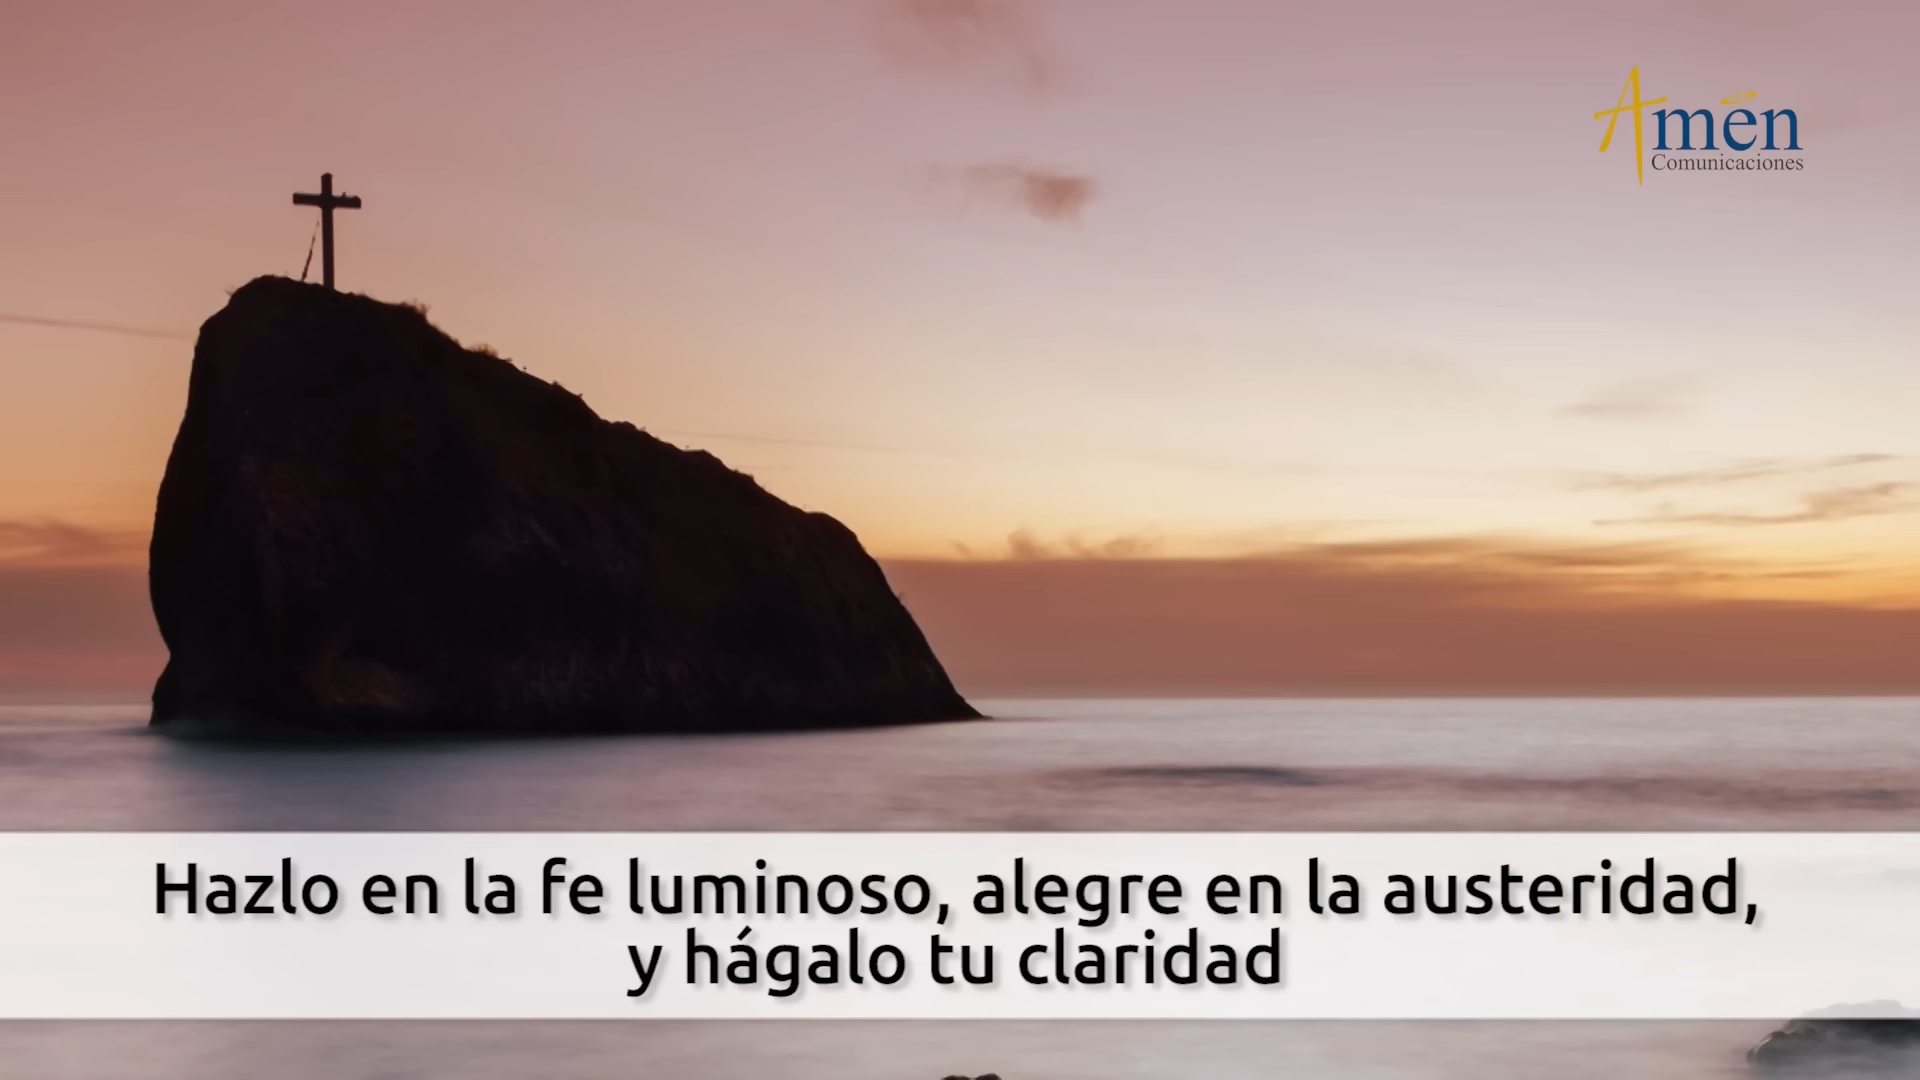 Amén
Comunicaciones
Hazlo en la fe luminoso, alegre en la austeridad,
y hágalo tu claridad